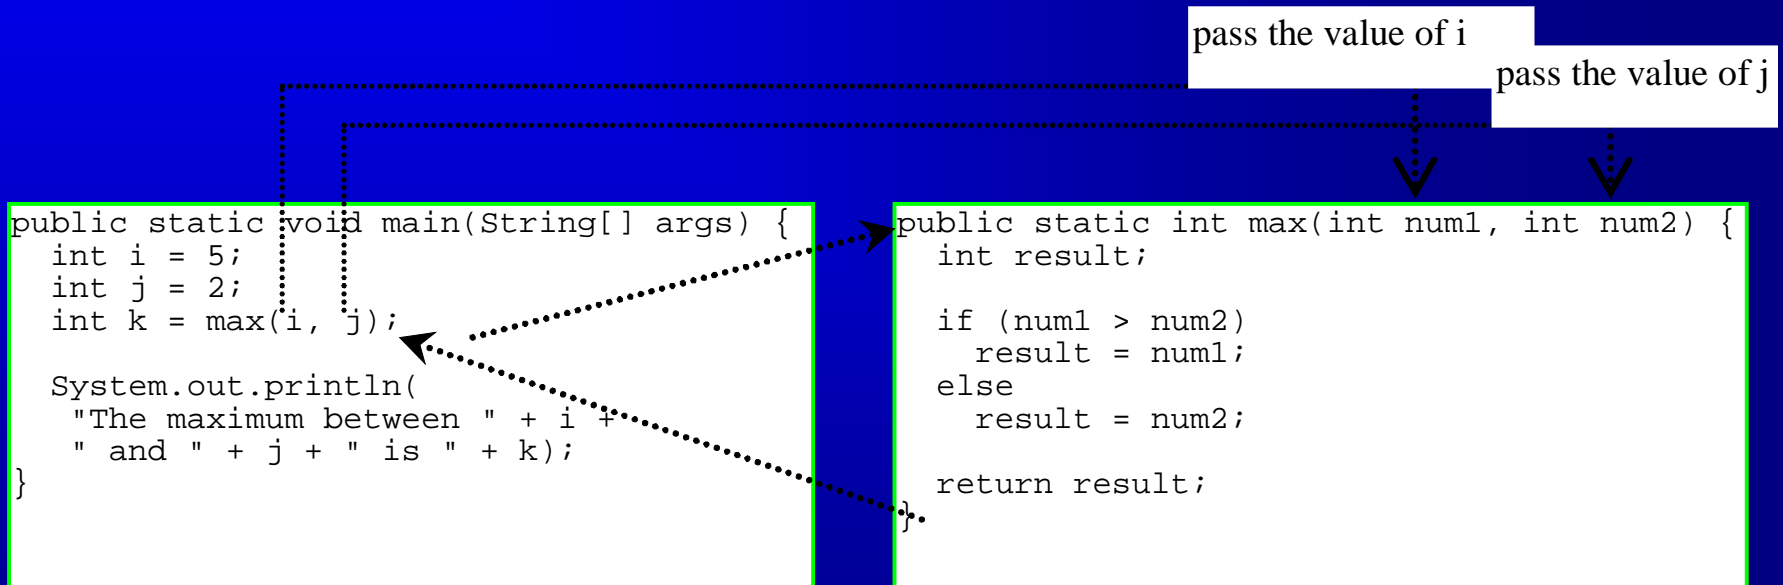 pass the value of i
pass the value of j
public static void main(String[] args) {
  int i = 5;
  int j = 2;
  int k = max(i, j);

  System.out.println(
   "The maximum between " + i +
   " and " + j + " is " + k);
}
public static int max(int num1, int num2) {
  int result;

  if (num1 > num2)
    result = num1;
  else
    result = num2;

  return result;
}